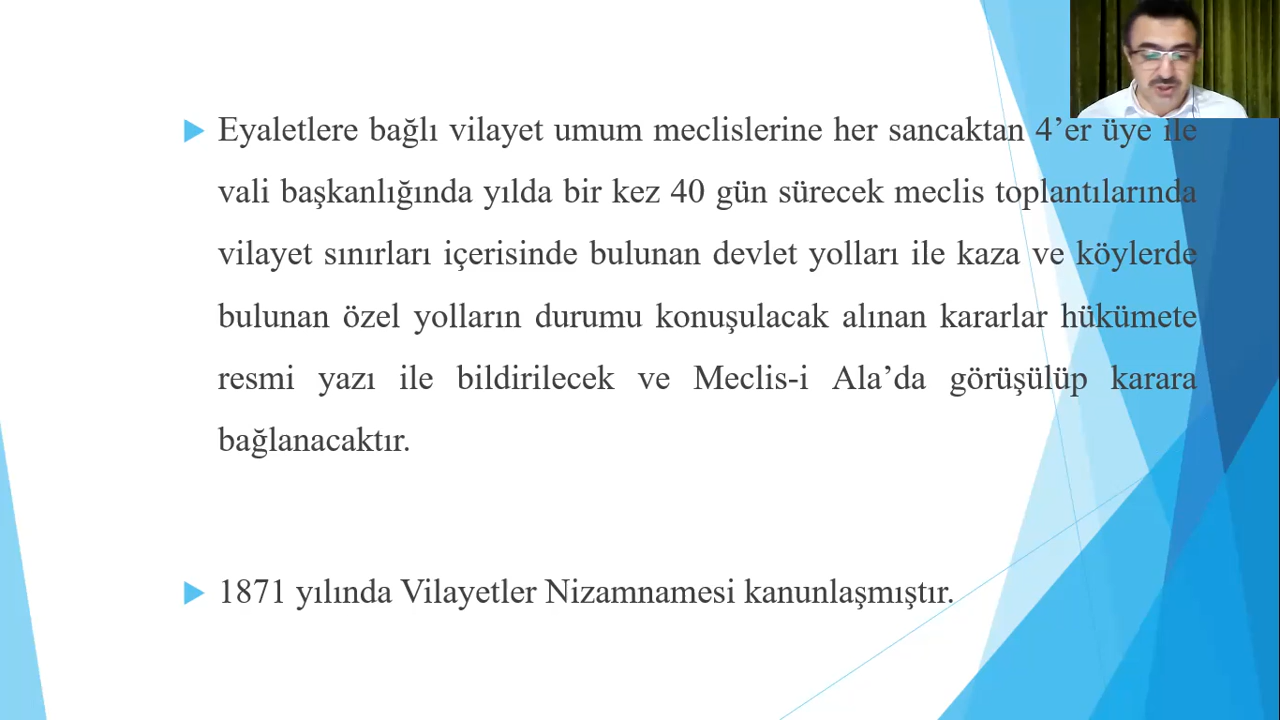 Eyaletlere bağlı vilayet umum meclislerine her sancaktan 4’er üye ile
vali başkanlığında yılda bir kez 40 gün sürecek meclis toplantılarında
vilayet sınırları içerisinde bulunan devlet yolları ile kaza ve köylerde
bulunan özel yolların durumu konuşulacak alınan kararlar hükümete
resmi yazı ile bildirilecek ve Meclis-i Ala’da görüşülüp karara
bağlanacaktır.
1871 yılında Vilayetler Nizamnamesi kanunlaşmıştır.